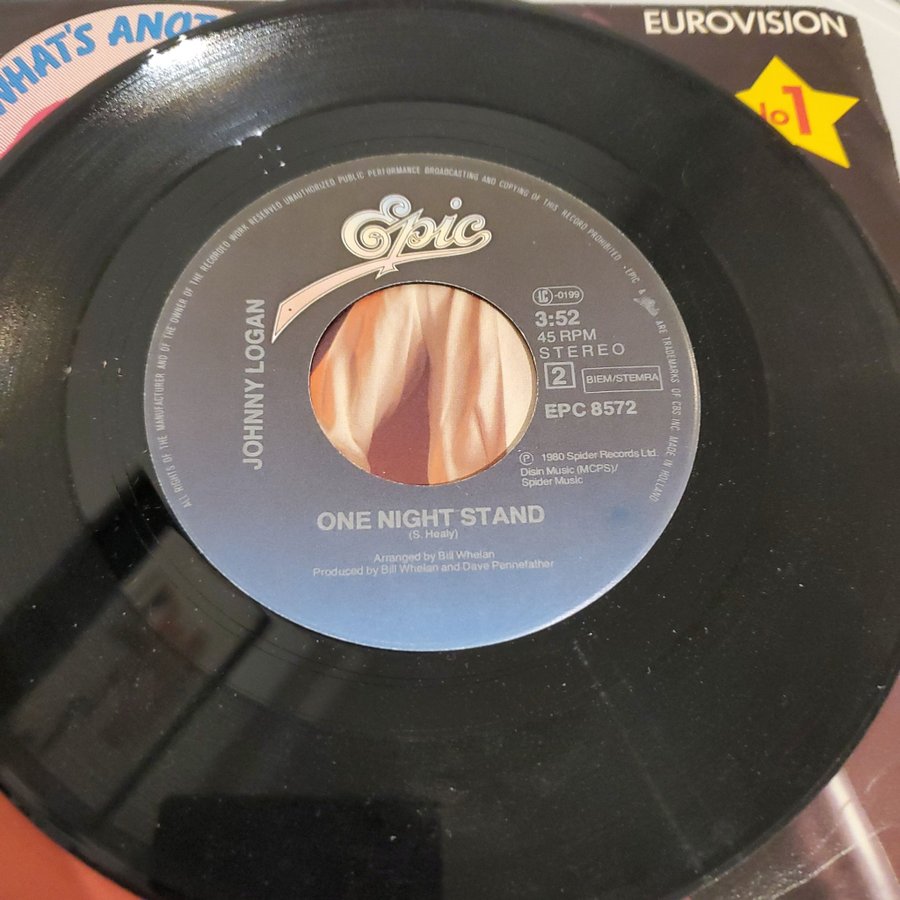 WHAT'S ANOT
EUROVISION
No 1
ALL RIGHTS OF THE MANUFACTURER AND OF THE OWNER OF THE RECORDED WORK RESERVED UNAUTHORIZED PUBLIC PERFORMANCE BROADCASTING AND COPYING OF THIS RECORD PROHIBITED · EPIC & Epic ARE TRADEMARKS OF CBS INC. MADE IN HOLLAND
Epic
JOHNNY LOGAN
LC -0199
3:52
45 RPM
STEREO
2 BIEM/STEMRA
EPC 8572
℗ 1980 Spider Records Ltd.
Disin Music (MCPS)/
Spider Music
ONE NIGHT STAND
(S. Healy)
Arranged by Bill Whelan
Produced by Bill Whelan and Dave Pennefather